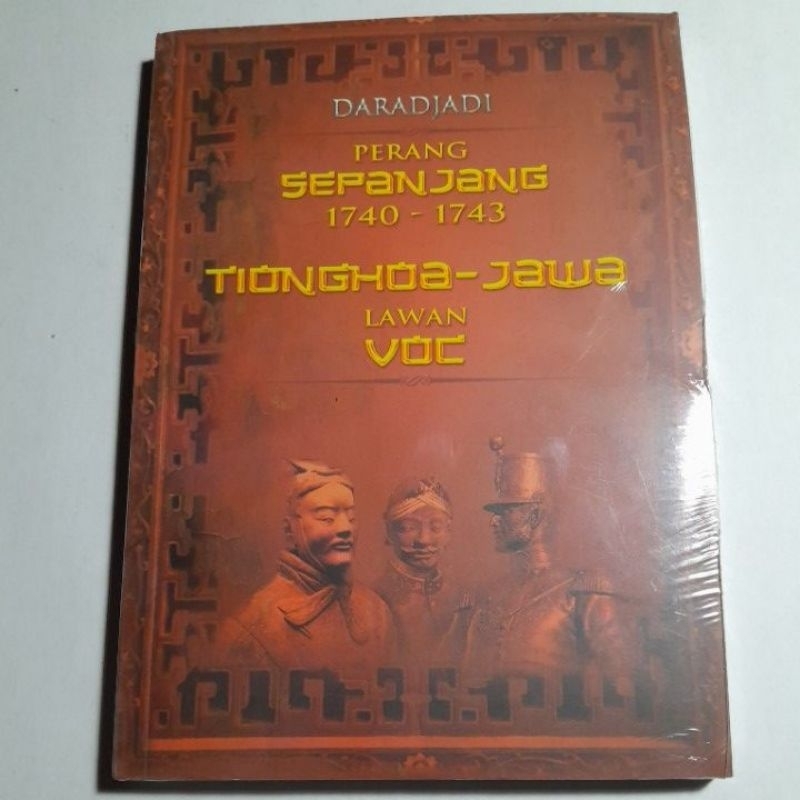 DARADJADI
PERANG
SEPANJANG
1740 - 1743
TIONGHOA-JAWA
LAWAN
VOC